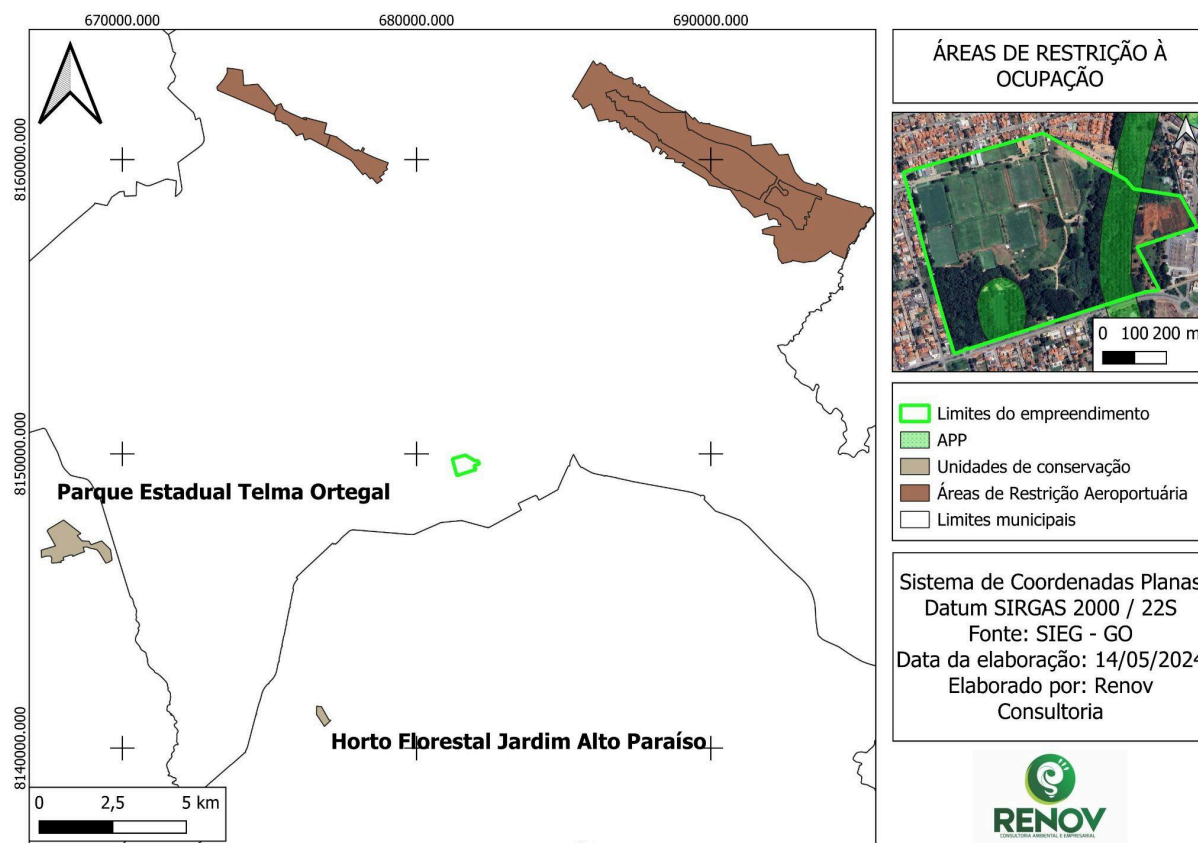 670000.000
680000.000
690000.000
8160000.000
8150000.000
8140000.000
Parque Estadual Telma Ortegal
Horto Florestal Jardim Alto Paraíso
0 2,5 5 km
ÁREAS DE RESTRIÇÃO À
OCUPAÇÃO
0 100 200 m
Limites do empreendimento
APP
Unidades de conservação
Áreas de Restrição Aeroportuária
Limites municipais
Sistema de Coordenadas Planas
Datum SIRGAS 2000 / 22S
Fonte: SIEG - GO
Data da elaboração: 14/05/2024
Elaborado por: Renov
Consultoria
RENOV
CONSULTORIA AMBIENTAL E EMPRESARIAL